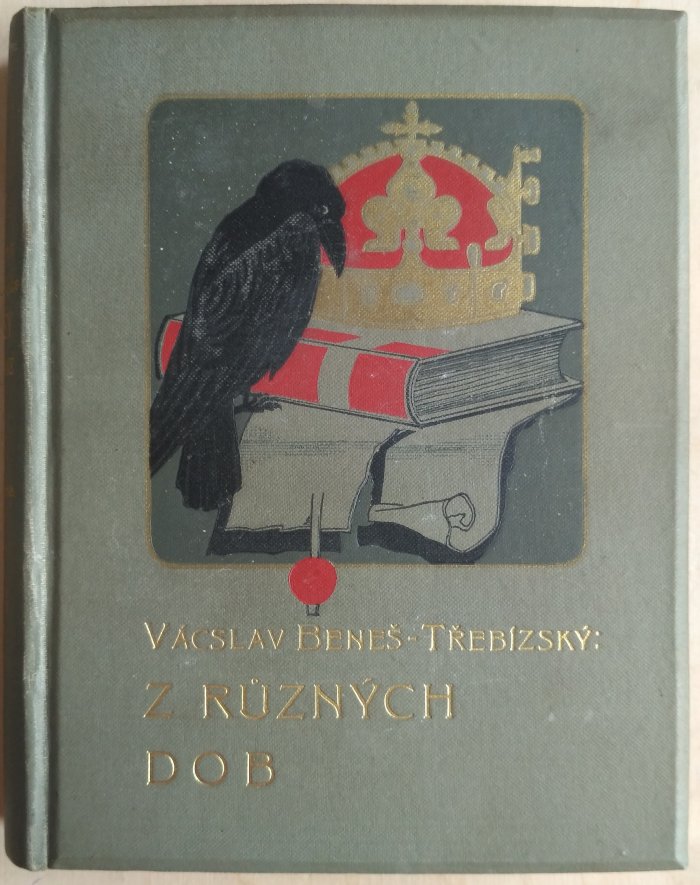 VÁCSLAV BENEŠ-TŘEBÍZSKÝ:
Z RŮZNÝCH
DOB